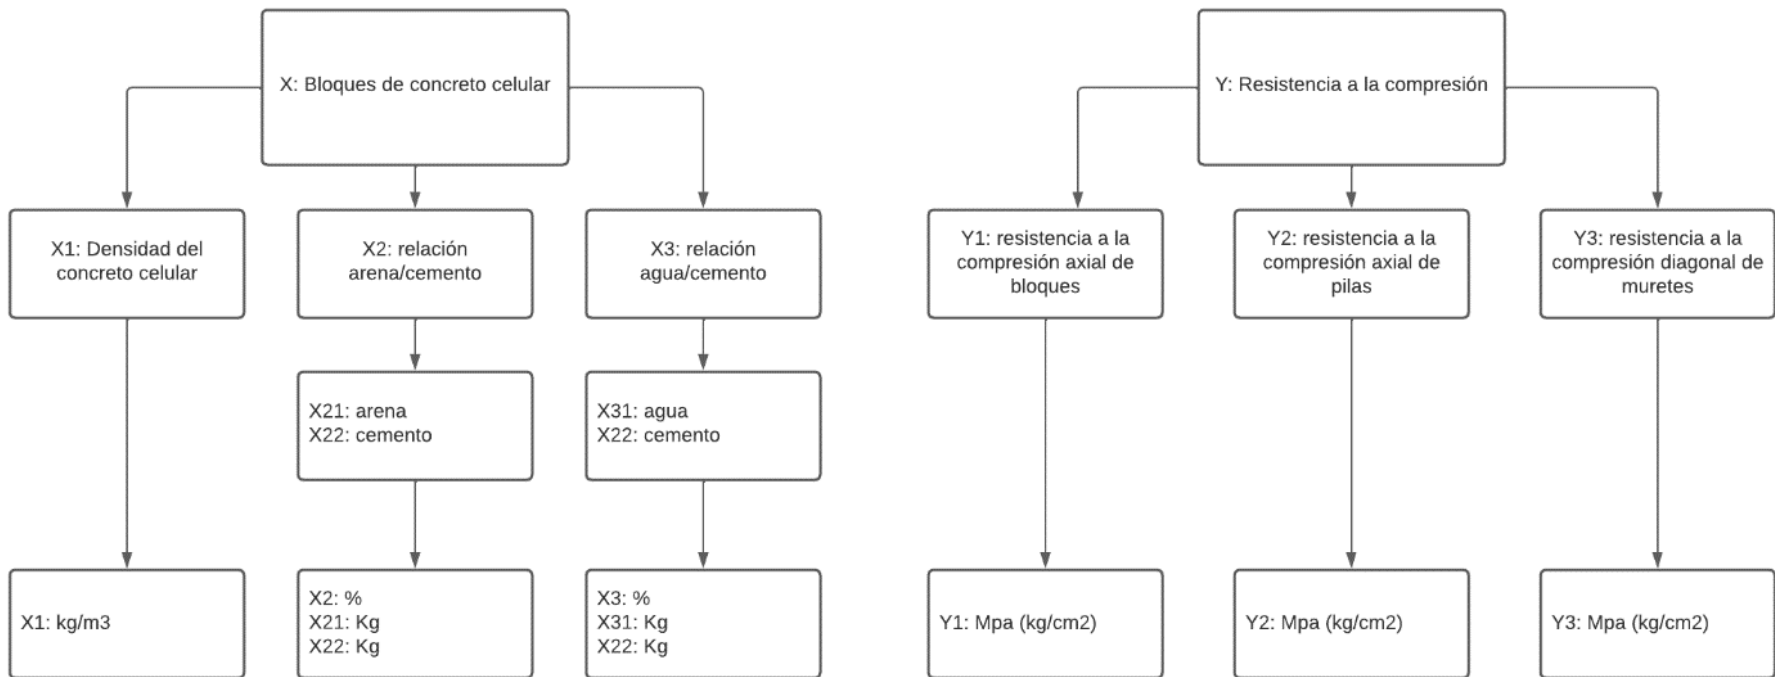 X: Bloques de concreto celular
X1: Densidad del
concreto celular
X2: relación
arena/cemento
X3: relación
agua/cemento
X21: arena
X22: cemento
X31: agua
X22: cemento
X1: kg/m3
X2: %
X21: Kg
X22: Kg
X3: %
X31: Kg
X22: Kg
Y: Resistencia a la compresión
Y1: resistencia a la
compresión axial de
bloques
Y2: resistencia a la
compresión axial de
pilas
Y3: resistencia a la
compresión diagonal de
muretes
Y1: Mpa (kg/cm2)
Y2: Mpa (kg/cm2)
Y3: Mpa (kg/cm2)